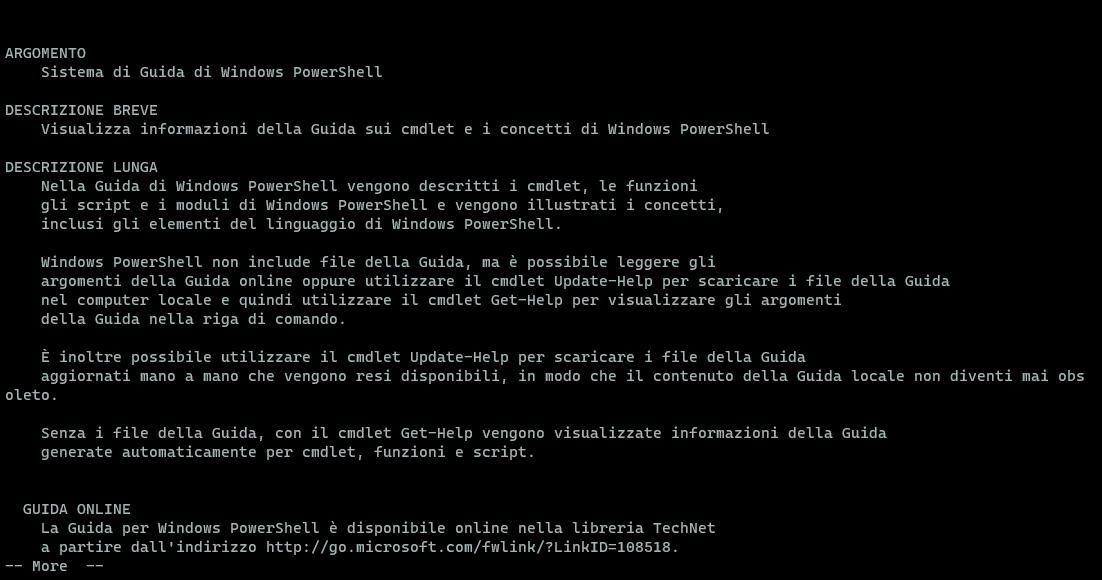 ARGOMENTO
Sistema di Guida di Windows PowerShell
DESCRIZIONE BREVE
Visualizza informazioni della Guida sui cmdlet e i concetti di Windows PowerShell
DESCRIZIONE LUNGA
Nella Guida di Windows PowerShell vengono descritti i cmdlet, le funzioni
gli script e i moduli di Windows PowerShell e vengono illustrati i concetti,
inclusi gli elementi del linguaggio di Windows PowerShell.
Windows PowerShell non include file della Guida, ma è possibile leggere gli
argomenti della Guida online oppure utilizzare il cmdlet Update-Help per scaricare i file della Guida
nel computer locale e quindi utilizzare il cmdlet Get-Help per visualizzare gli argomenti
della Guida nella riga di comando.
È inoltre possibile utilizzare il cmdlet Update-Help per scaricare i file della Guida
aggiornati mano a mano che vengono resi disponibili, in modo che il contenuto della Guida locale non diventi mai obs
oleto.
Senza i file della Guida, con il cmdlet Get-Help vengono visualizzate informazioni della Guida
generate automaticamente per cmdlet, funzioni e script.
GUIDA ONLINE
La Guida per Windows PowerShell è disponibile online nella libreria TechNet
a partire dall'indirizzo http://go.microsoft.com/fwlink/?LinkID=108518.
-- More  --